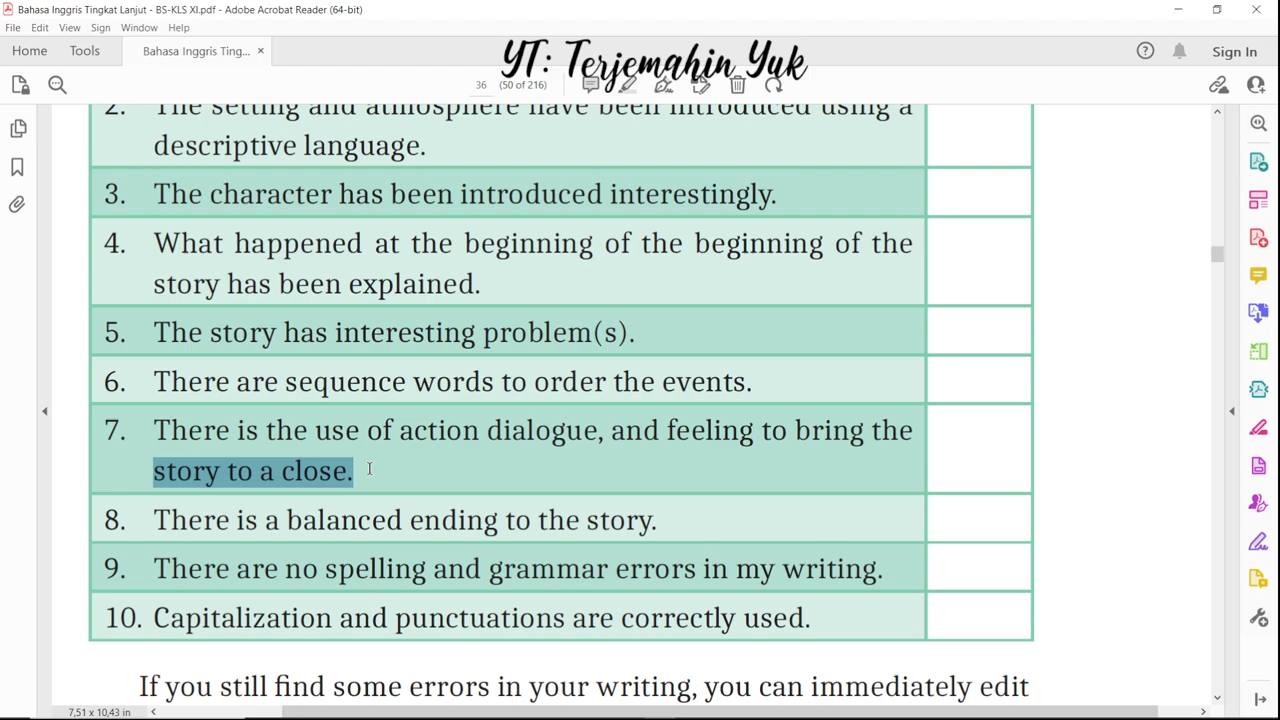 Bahasa Inggris Tingkat Lanjut - BS-KLS XI.pdf - Adobe Acrobat Reader (64-bit)
File Edit View Sign Window Help
Home Tools Bahasa Inggris Ting... × Sign In
YT: Terjemahin Yuk
36 (50 of 216)
2. The setting and atmosphere have been introduced using a
descriptive language.
3. The character has been introduced interestingly.
4. What happened at the beginning of the beginning of the
story has been explained.
5. The story has interesting problem(s).
6. There are sequence words to order the events.
7. There is the use of action dialogue, and feeling to bring the
story to a close.
8. There is a balanced ending to the story.
9. There are no spelling and grammar errors in my writing.
10. Capitalization and punctuations are correctly used.
If you still find some errors in your writing, you can immediately edit
7,51 x 10,43 in